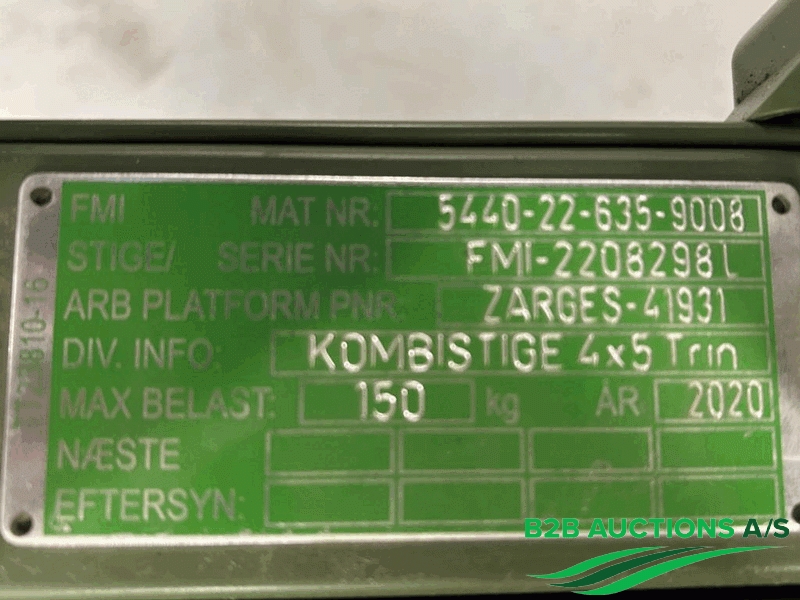 FMI MAT NR: 5440-22-635-9008
STIGE/ SERIE NR: FMI-2208298L
ARB PLATFORM PNR. ZARGES-41931
DIV. INFO: KOMBISTIGE 4x5 Trin
MAX BELAST: 150 kg ÅR 2020
NÆSTE
EFTERSYN:
B2B AUCTIONS A/S